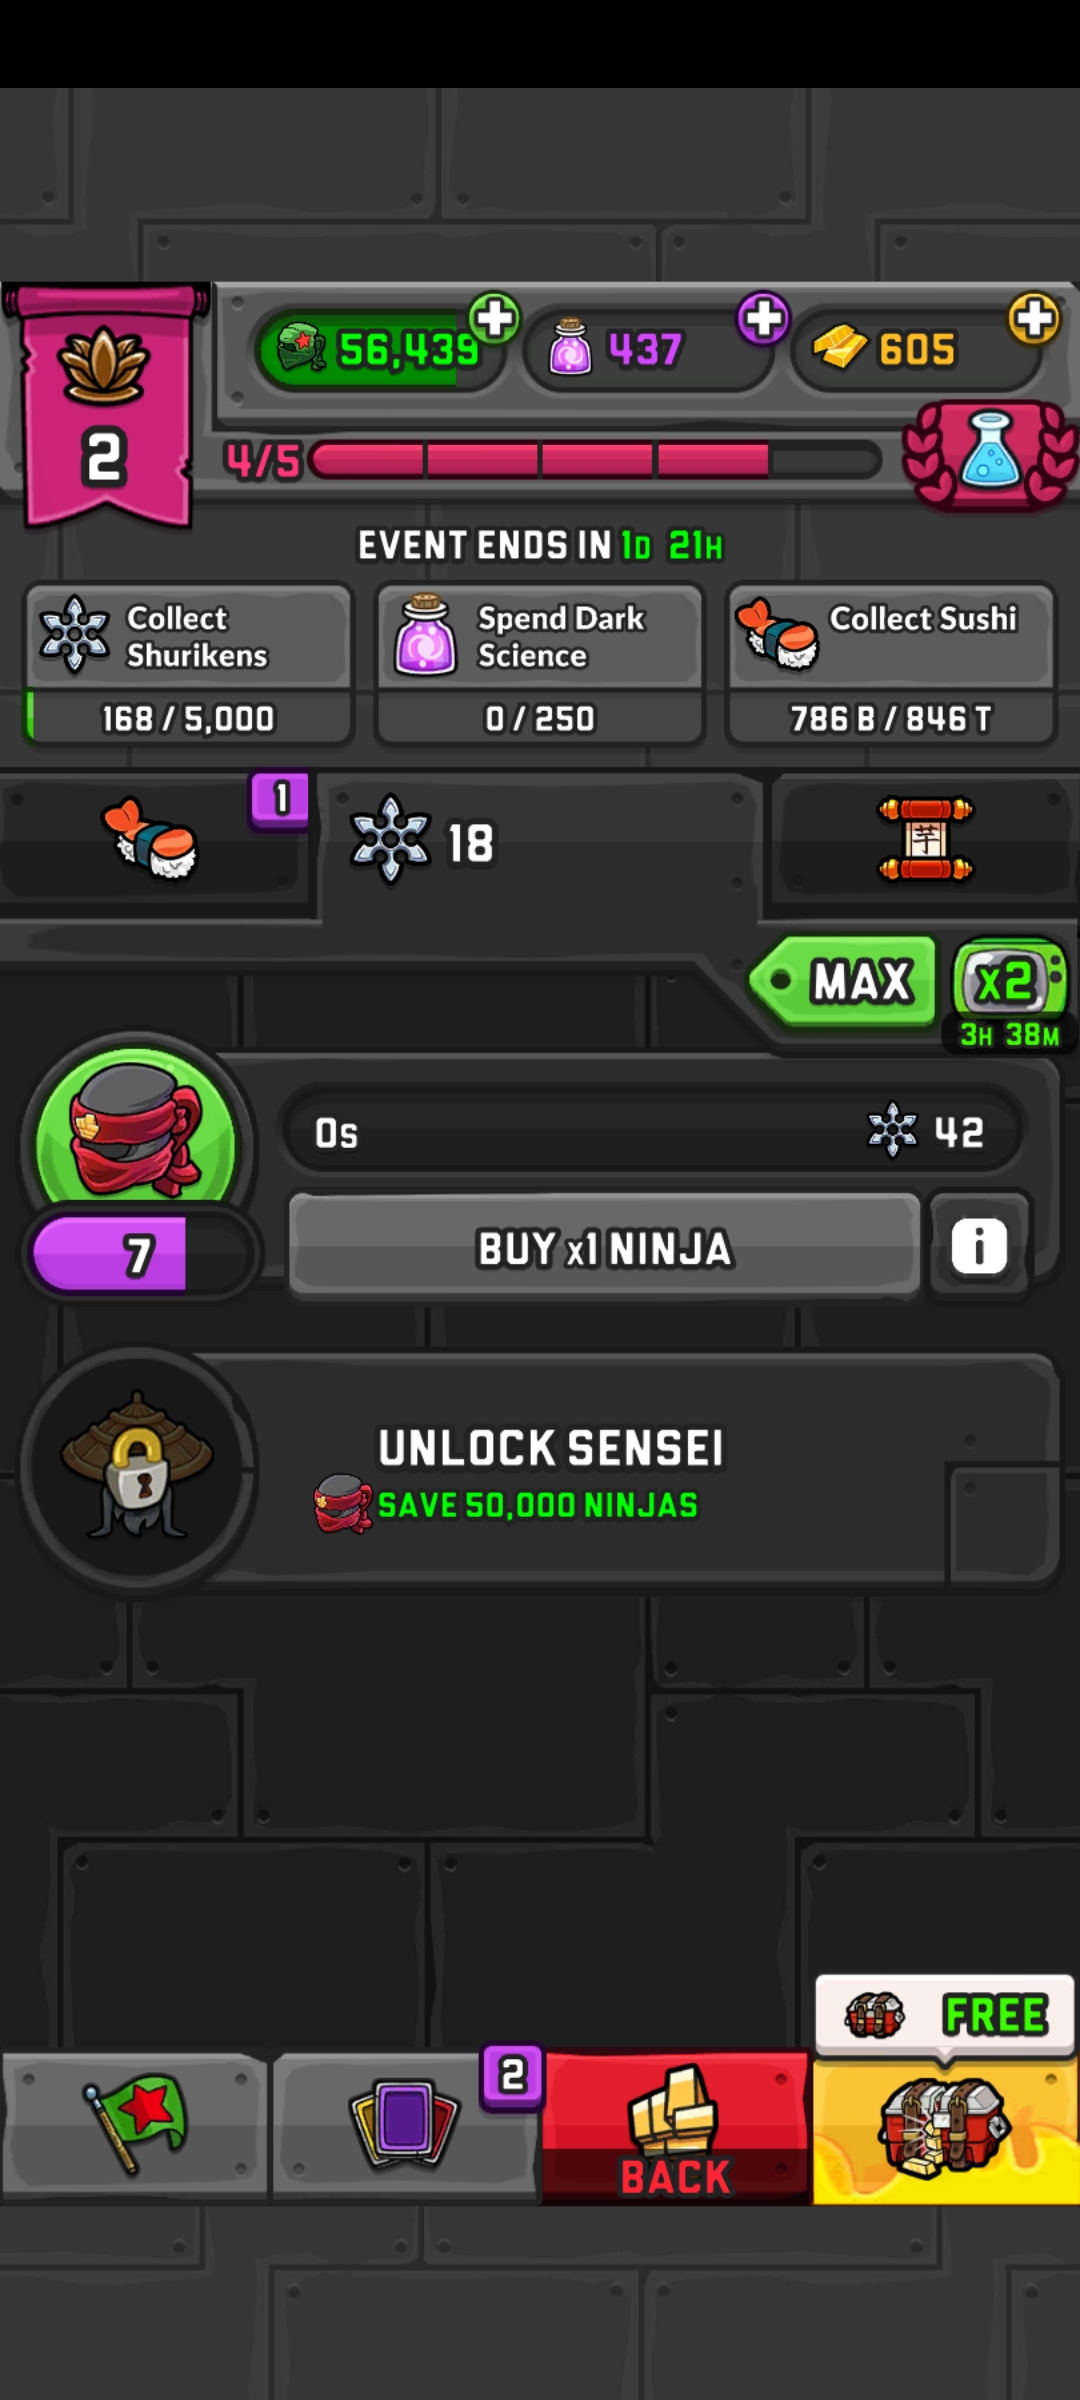 56,439
437
605
2
4/5
EVENT ENDS IN 1D 21H
Collect
Shurikens
168 / 5,000
Spend Dark
Science
0 / 250
Collect Sushi
786 B / 846 T
1
18
芋
MAX
x2
3H 38M
0s
42
7
BUY x1 NINJA
i
UNLOCK SENSEI
SAVE 50,000 NINJAS
FREE
2
BACK